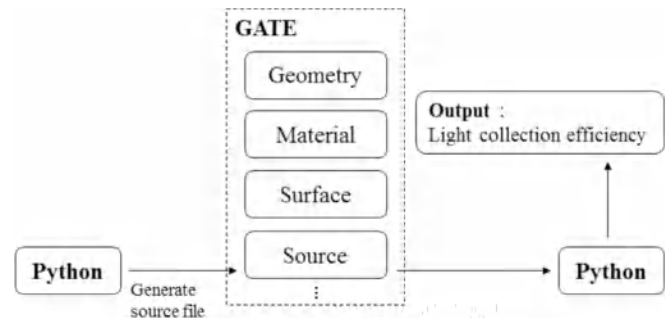 GATE
Geometry
Material
Surface
Source
⋮
Python
Generate
source file
Output :
Light collection efficiency
Python